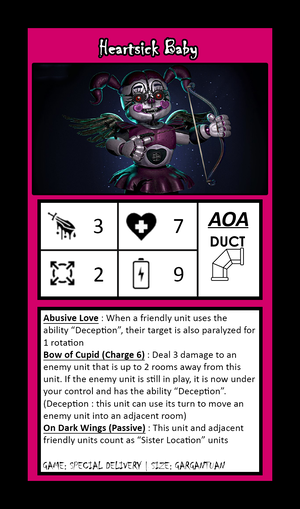 Heartsick Baby
3
7
AOA
DUCT
2
9
Abusive Love : When a friendly unit uses the
ability “Deception”, their target is also paralyzed for
1 rotation
Bow of Cupid (Charge 6) : Deal 3 damage to an
enemy unit that is up to 2 rooms away from this
unit. If the enemy unit is still in play, it is now under
your control and has the ability “Deception”.
(Deception : this unit can use its turn to move an
enemy unit into an adjacent room)
On Dark Wings (Passive) : This unit and adjacent
friendly units count as “Sister Location” units
GAME: SPECIAL DELIVERY | SIZE: GARGANTUAN